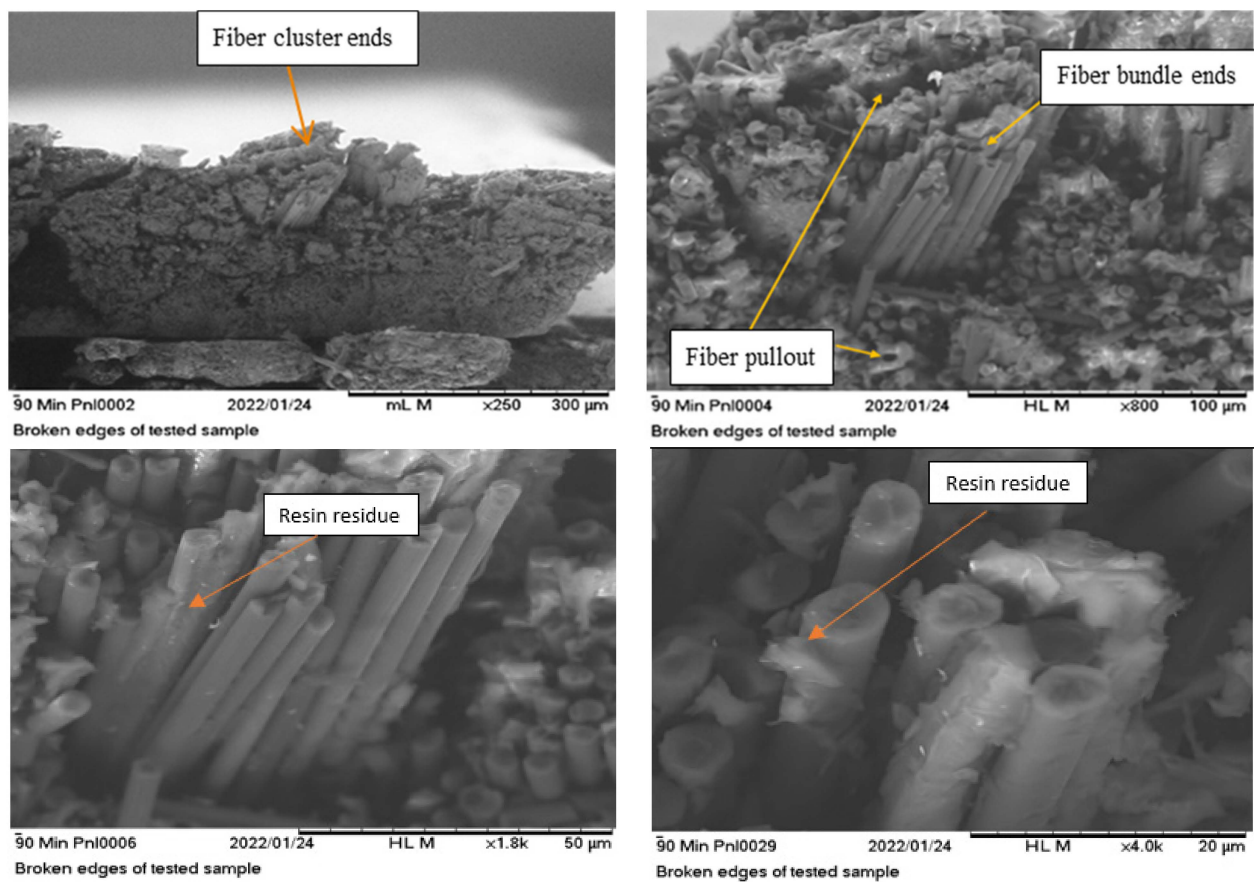 Fiber cluster ends
90 Min Pnl0002 2022/01/24 mL M x250 300 µm
Broken edges of tested sample
Fiber bundle ends
Fiber pullout
90 Min Pnl0004 2022/01/24 HL M x800 100 µm
Broken edges of tested sample
Resin residue
90 Min Pnl0006 2022/01/24 HL M x1.8k 50 µm
Broken edges of tested sample
Resin residue
90 Min Pnl0029 2022/01/24 HL M x4.0k 20 µm
Broken edges of tested sample